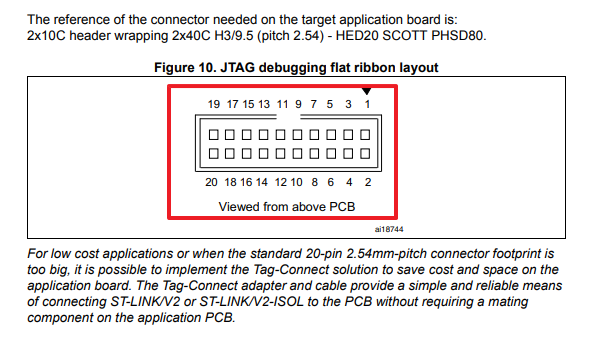 The reference of the connector needed on the target application board is:
2x10C header wrapping 2x40C H3/9.5 (pitch 2.54) - HED20 SCOTT PHSD80.
Figure 10. JTAG debugging flat ribbon layout
19 17 15 13 11 9 7 5 3 1
20 18 16 14 12 10 8 6 4 2
Viewed from above PCB
ai18744
For low cost applications or when the standard 20-pin 2.54mm-pitch connector footprint is
too big, it is possible to implement the Tag-Connect solution to save cost and space on the
application board. The Tag-Connect adapter and cable provide a simple and reliable means
of connecting ST-LINK/V2 or ST-LINK/V2-ISOL to the PCB without requiring a mating
component on the application PCB.